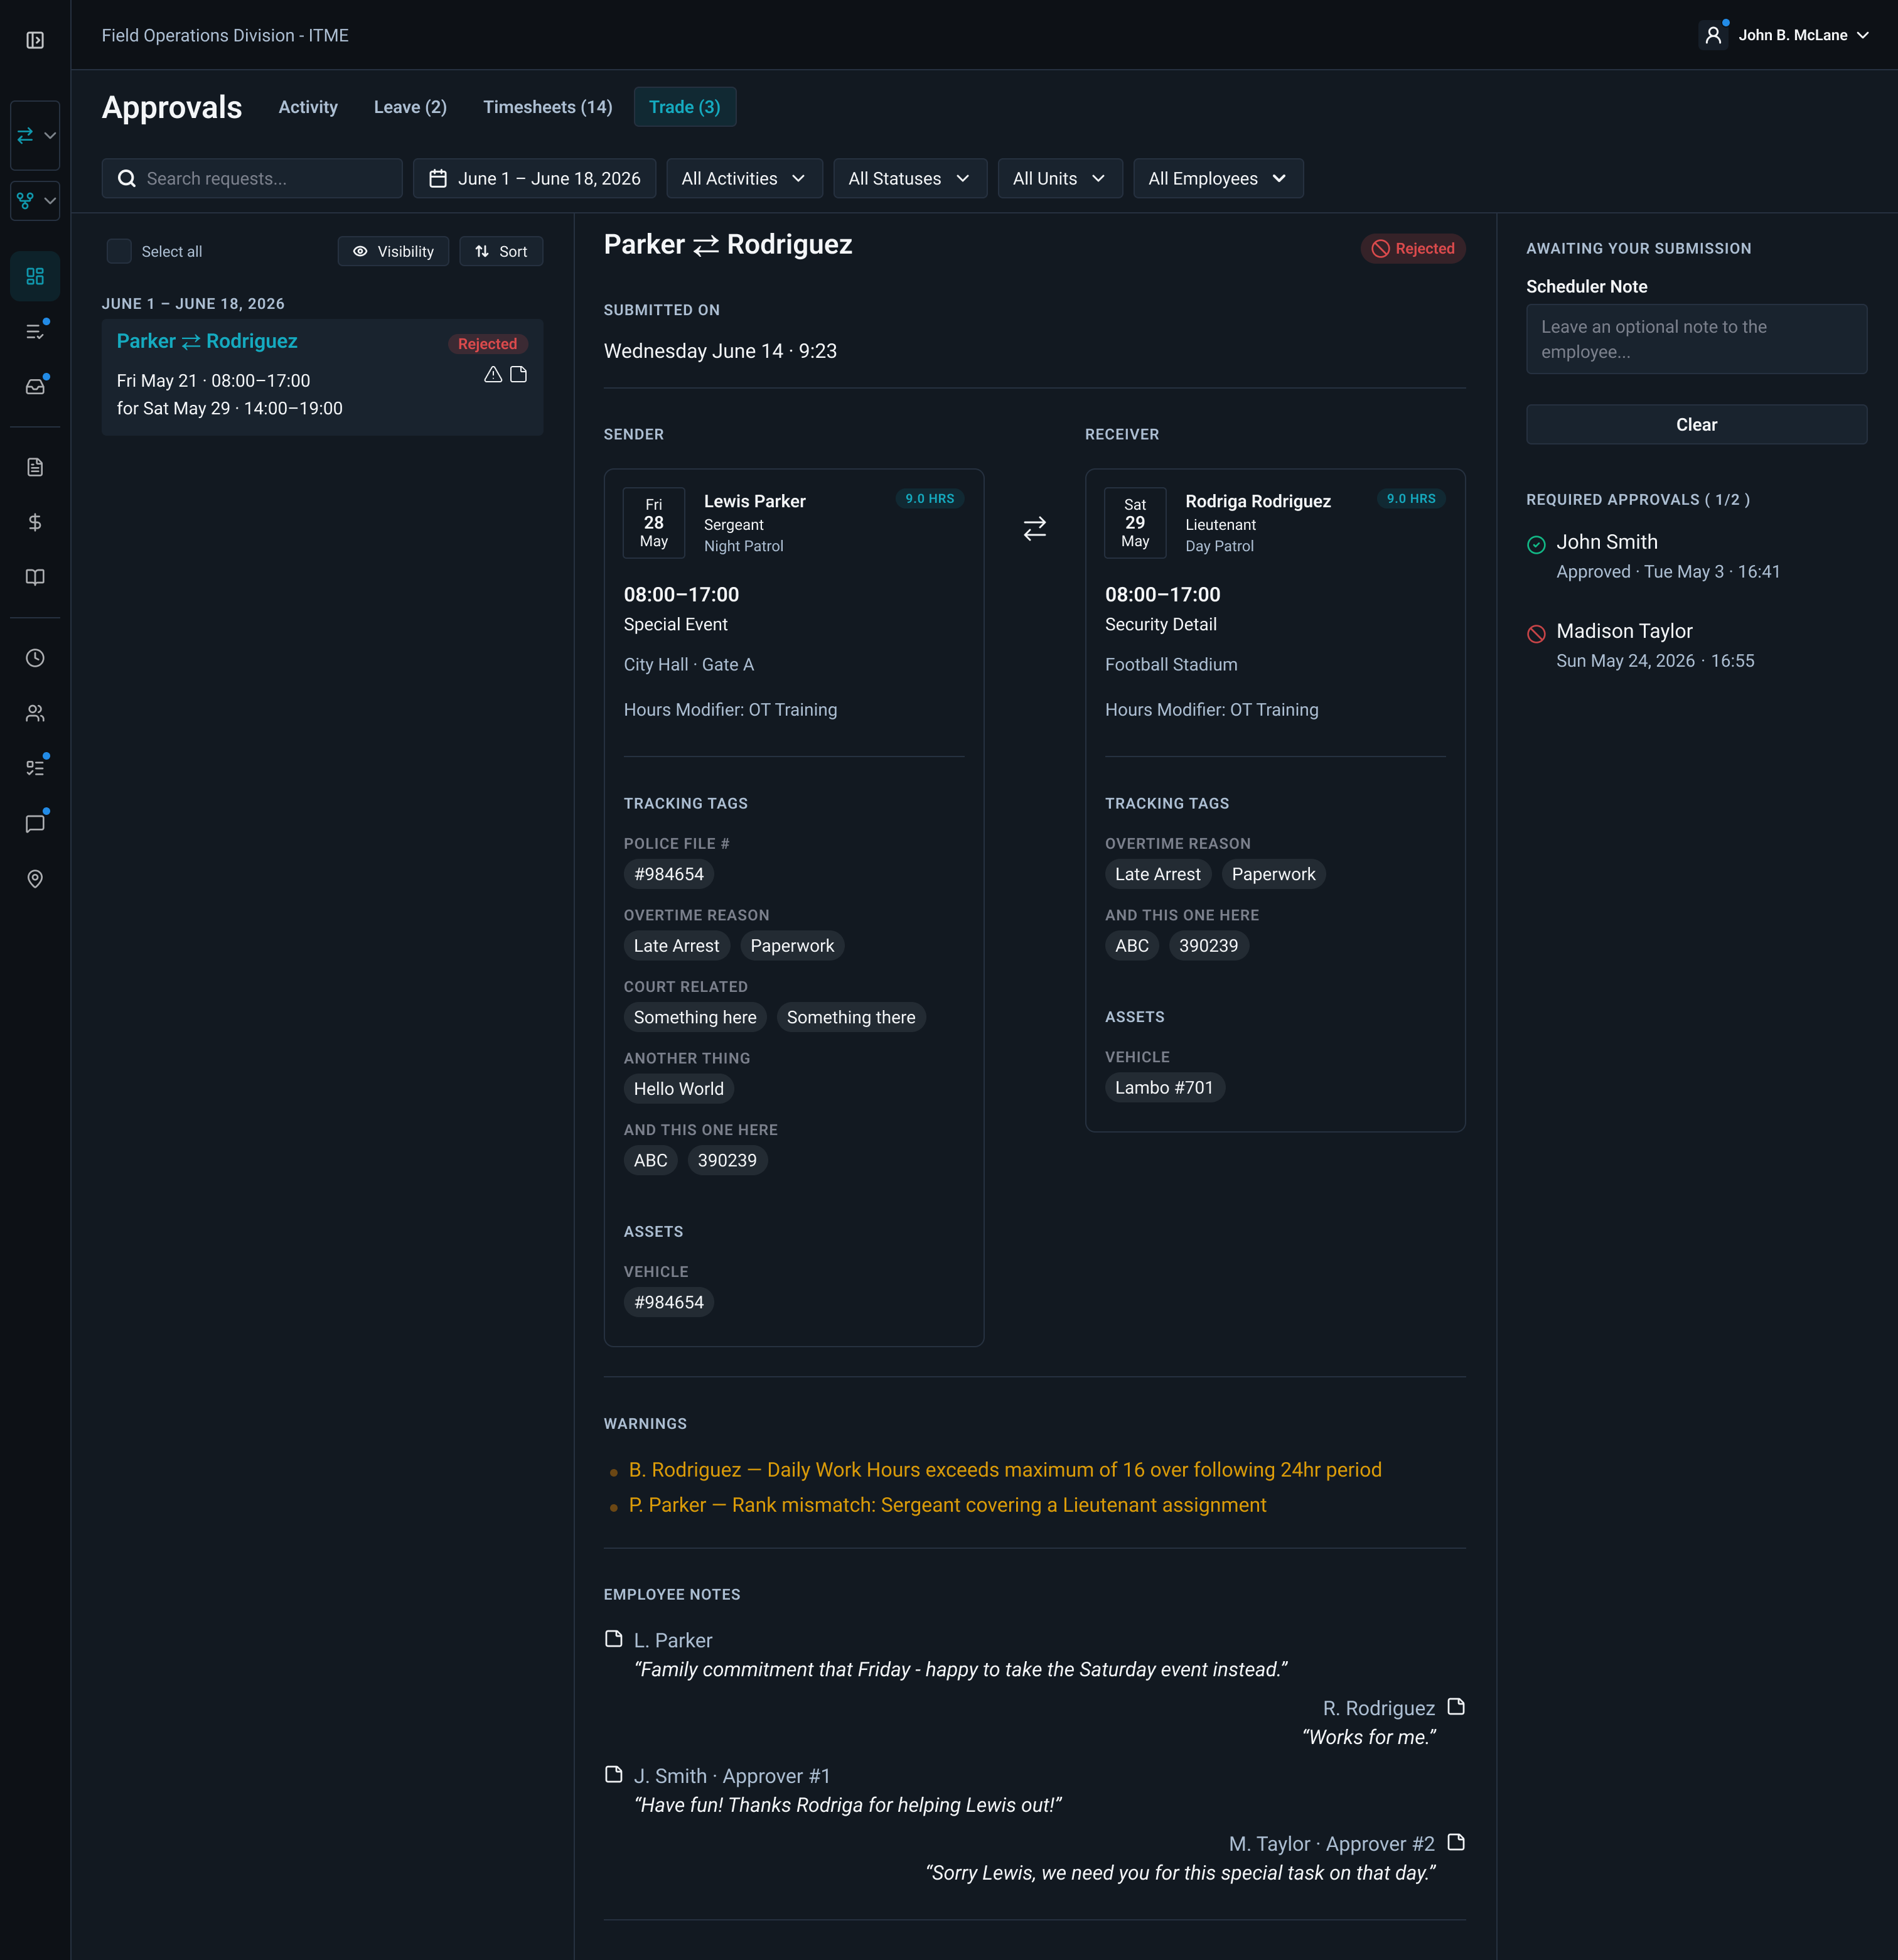 Field Operations Division - ITME
John B. McLane
Approvals
Activity
Leave (2)
Timesheets (14)
Trade (3)
Search requests...
June 1 – June 18, 2026
All Activities
All Statuses
All Units
All Employees
Select all
Visibility
Sort
JUNE 1 – JUNE 18, 2026
Parker ⇄ Rodriguez
Rejected
Fri May 21 · 08:00–17:00
for Sat May 29 · 14:00–19:00
Parker ⇄ Rodriguez
Rejected
SUBMITTED ON
Wednesday June 14 · 9:23
SENDER
Fri
28
May
Lewis Parker
Sergeant
Night Patrol
9.0 HRS
08:00–17:00
Special Event
City Hall · Gate A
Hours Modifier: OT Training
TRACKING TAGS
POLICE FILE #
#984654
OVERTIME REASON
Late Arrest
Paperwork
COURT RELATED
Something here
Something there
ANOTHER THING
Hello World
AND THIS ONE HERE
ABC
390239
ASSETS
VEHICLE
#984654
RECEIVER
Sat
29
May
Rodriga Rodriguez
Lieutenant
Day Patrol
9.0 HRS
08:00–17:00
Security Detail
Football Stadium
Hours Modifier: OT Training
TRACKING TAGS
OVERTIME REASON
Late Arrest
Paperwork
AND THIS ONE HERE
ABC
390239
ASSETS
VEHICLE
Lambo #701
WARNINGS
B. Rodriguez — Daily Work Hours exceeds maximum of 16 over following 24hr period
P. Parker — Rank mismatch: Sergeant covering a Lieutenant assignment
EMPLOYEE NOTES
L. Parker
“Family commitment that Friday - happy to take the Saturday event instead.”
R. Rodriguez
“Works for me.”
J. Smith · Approver #1
“Have fun! Thanks Rodriga for helping Lewis out!”
M. Taylor · Approver #2
“Sorry Lewis, we need you for this special task on that day.”
AWAITING YOUR SUBMISSION
Scheduler Note
Leave an optional note to the
employee...
Clear
REQUIRED APPROVALS ( 1/2 )
John Smith
Approved · Tue May 3 · 16:41
Madison Taylor
Sun May 24, 2026 · 16:55